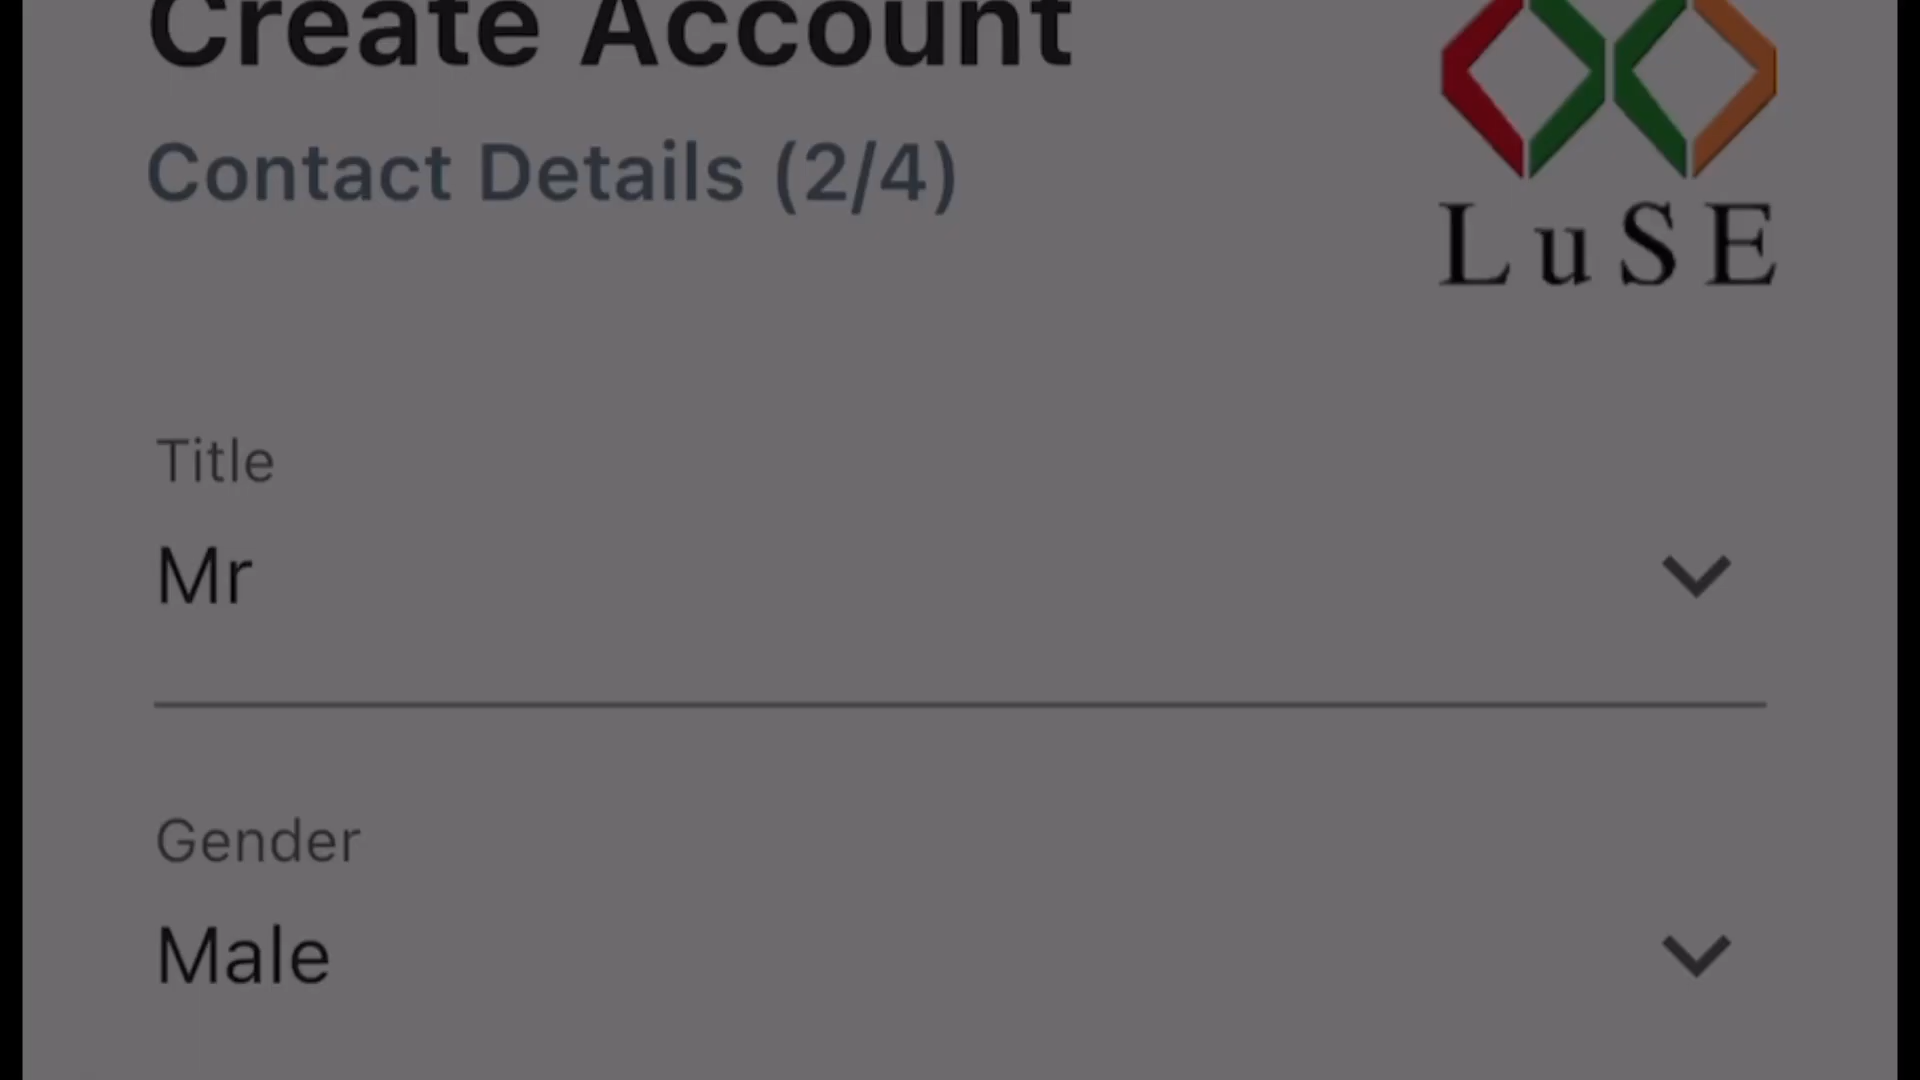 Create Account
Contact Details (2/4)
LuSE
Title
Mr
Gender
Male